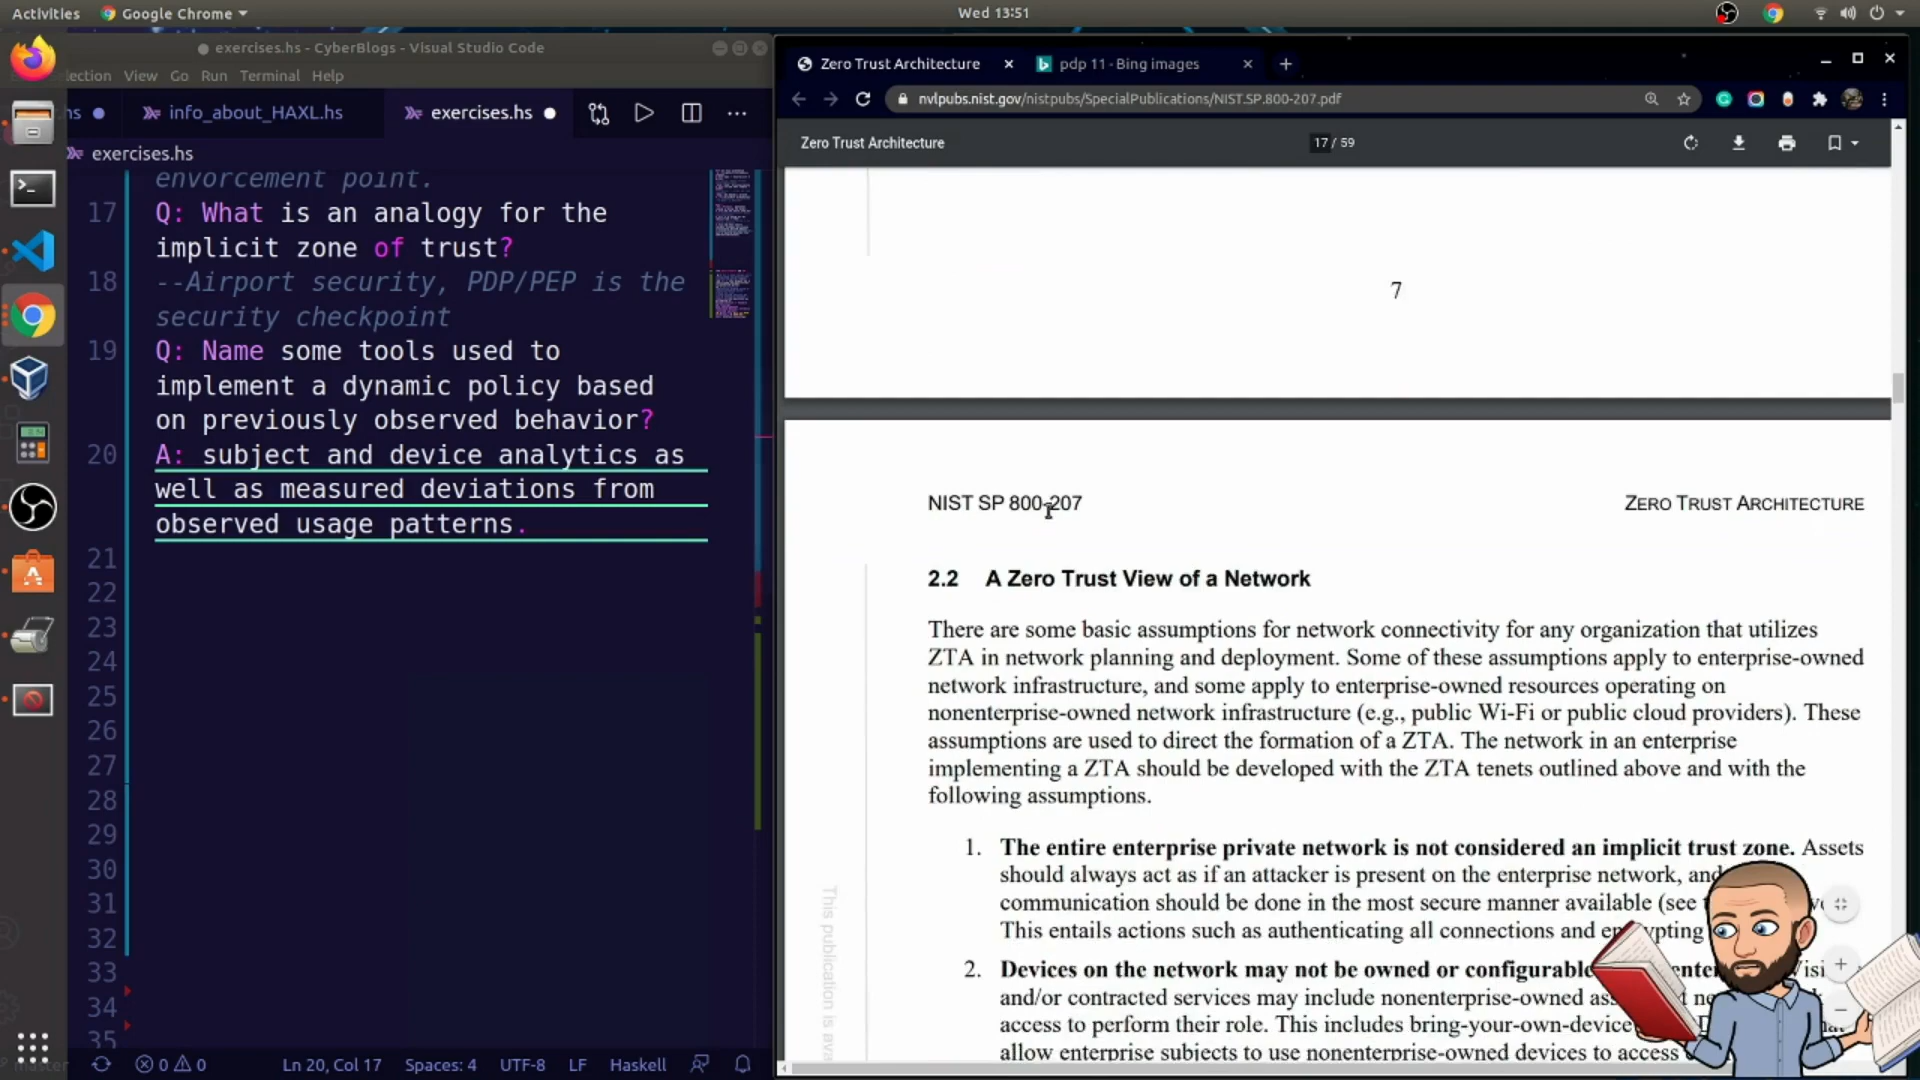 Activities
Google Chrome
Wed 13:51
exercises.hs - CyberBlogs - Visual Studio Code
election View Go Run Terminal Help
.hs
info_about_HAXL.hs
exercises.hs
exercises.hs
envorcement point.
17 Q: What is an analogy for the
implicit zone of trust?
18 --Airport security, PDP/PEP is the
security checkpoint
19 Q: Name some tools used to
implement a dynamic policy based
on previously observed behavior?
20 A: subject and device analytics as
well as measured deviations from
observed usage patterns.
21
22
23
24
25
26
27
28
29
30
31
32
33
34
35
master
0 0
Ln 20, Col 17
Spaces: 4
UTF-8
LF
Haskell
Zero Trust Architecture
pdp 11 - Bing images
nvlpubs.nist.gov/nistpubs/SpecialPublications/NIST.SP.800-207.pdf
Zero Trust Architecture
17 / 59
7
NIST SP 800-207
ZERO TRUST ARCHITECTURE
2.2 A Zero Trust View of a Network
There are some basic assumptions for network connectivity for any organization that utilizes
ZTA in network planning and deployment. Some of these assumptions apply to enterprise-owned
network infrastructure, and some apply to enterprise-owned resources operating on
nonenterprise-owned network infrastructure (e.g., public Wi-Fi or public cloud providers). These
assumptions are used to direct the formation of a ZTA. The network in an enterprise
implementing a ZTA should be developed with the ZTA tenets outlined above and with the
following assumptions.
1. The entire enterprise private network is not considered an implicit trust zone. Assets
should always act as if an attacker is present on the enterprise network, and
communication should be done in the most secure manner available (see
This entails actions such as authenticating all connections and
2. Devices on the network may not be owned or configurable
and/or contracted services may include nonenterprise-owned
access to perform their role. This includes bring-your-own-device
allow enterprise subjects to use nonenterprise-owned devices to access
This publication is ava